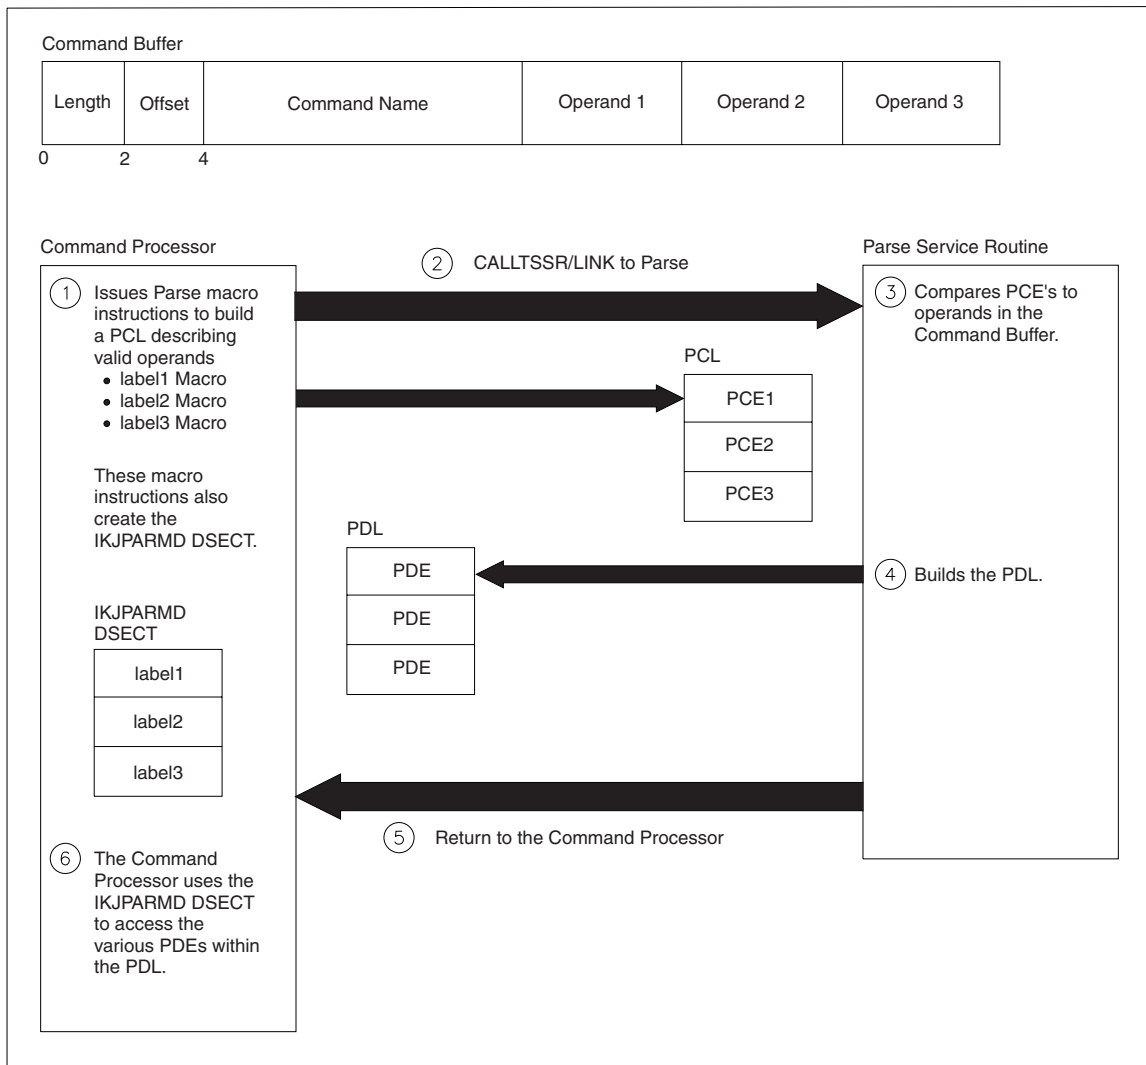 Command Buffer
Length Offset Command Name Operand 1 Operand 2 Operand 3
0 2 4
Command Processor
1 Issues Parse macro
instructions to build
a PCL describing
valid operands
• label1 Macro
• label2 Macro
• label3 Macro
These macro
instructions also
create the
IKJPARMD DSECT.
IKJPARMD
DSECT
label1
label2
label3
6 The Command
Processor uses the
IKJPARMD DSECT
to access the
various PDEs within
the PDL.
2 CALLTSSR/LINK to Parse
PCL
PCE1
PCE2
PCE3
PDL
PDE
PDE
PDE
5 Return to the Command Processor
Parse Service Routine
3 Compares PCE's to
operands in the
Command Buffer.
4 Builds the PDL.